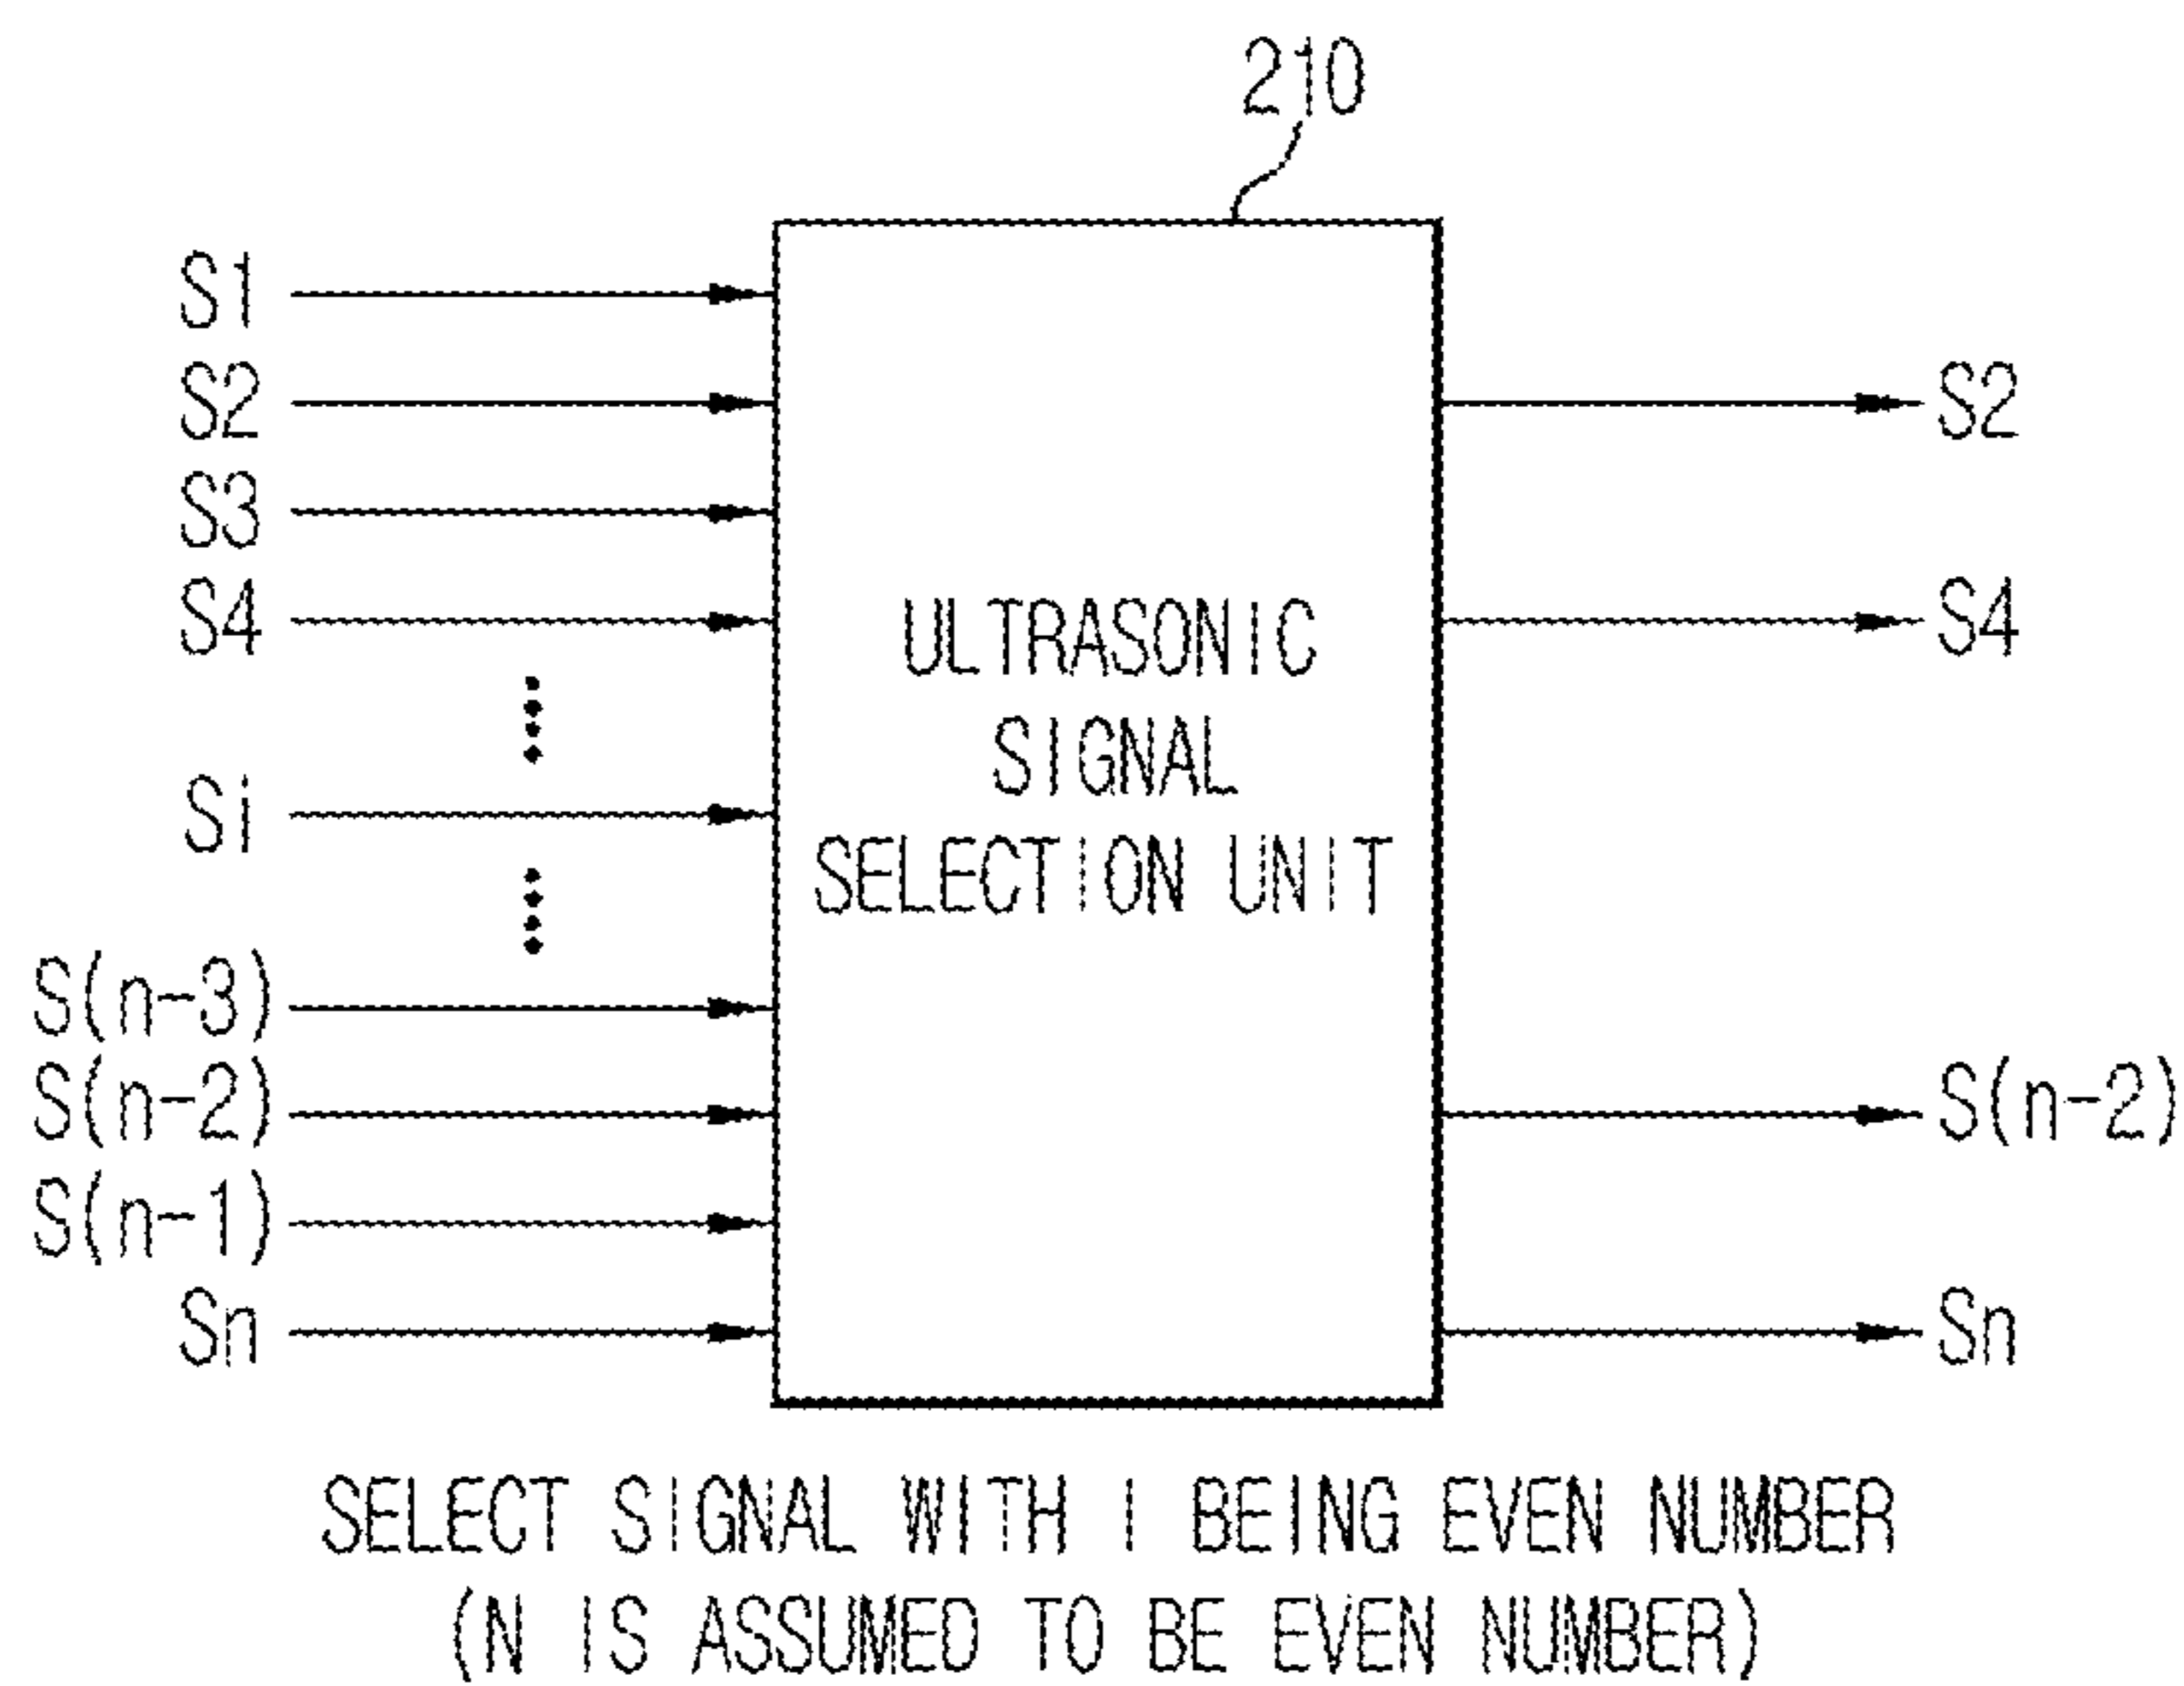 210
S1
S2
S2
S3
S4
S4
ULTRASONIC
SIGNAL
SELECTION UNIT
Si
S(n-3)
S(n-2)
S(n-2)
S(n-1)
Sn
Sn
SELECT SIGNAL WITH I BEING EVEN NUMBER
(N IS ASSUMED TO BE EVEN NUMBER)